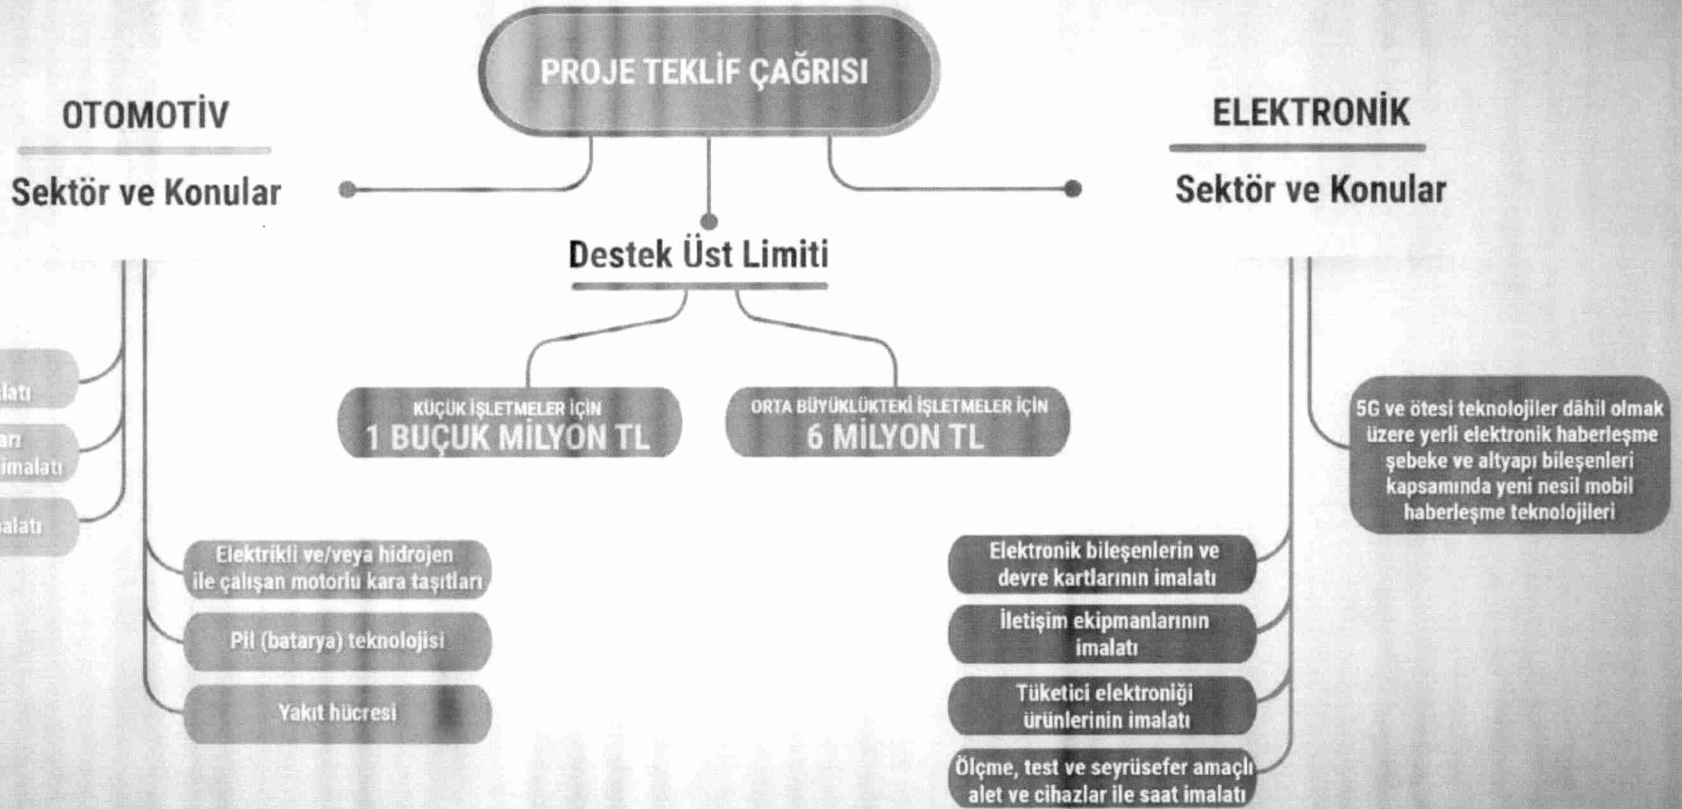 PROJE TEKLİF ÇAĞRISI
OTOMOTİV
Sektör ve Konular
ELEKTRONİK
Sektör ve Konular
Destek Üst Limiti
KÜÇÜK İŞLETMELER İÇİN
1 BUÇUK MİLYON TL
ORTA BÜYÜKLÜKTEKİ İŞLETMELER İÇİN
6 MİLYON TL
imalatı
Elektrikli ve/veya hidrojen
ile çalışan motorlu kara taşıtları
Pil (batarya) teknolojisi
Yakıt hücresi
5G ve ötesi teknolojiler dâhil olmak
üzere yerli elektronik haberleşme
şebeke ve altyapı bileşenleri
kapsamında yeni nesil mobil
haberleşme teknolojileri
Elektronik bileşenlerin ve
devre kartlarının imalatı
İletişim ekipmanlarının
imalatı
Tüketici elektroniği
ürünlerinin imalatı
Ölçme, test ve seyrüsefer amaçlı
alet ve cihazlar ile saat imalatı